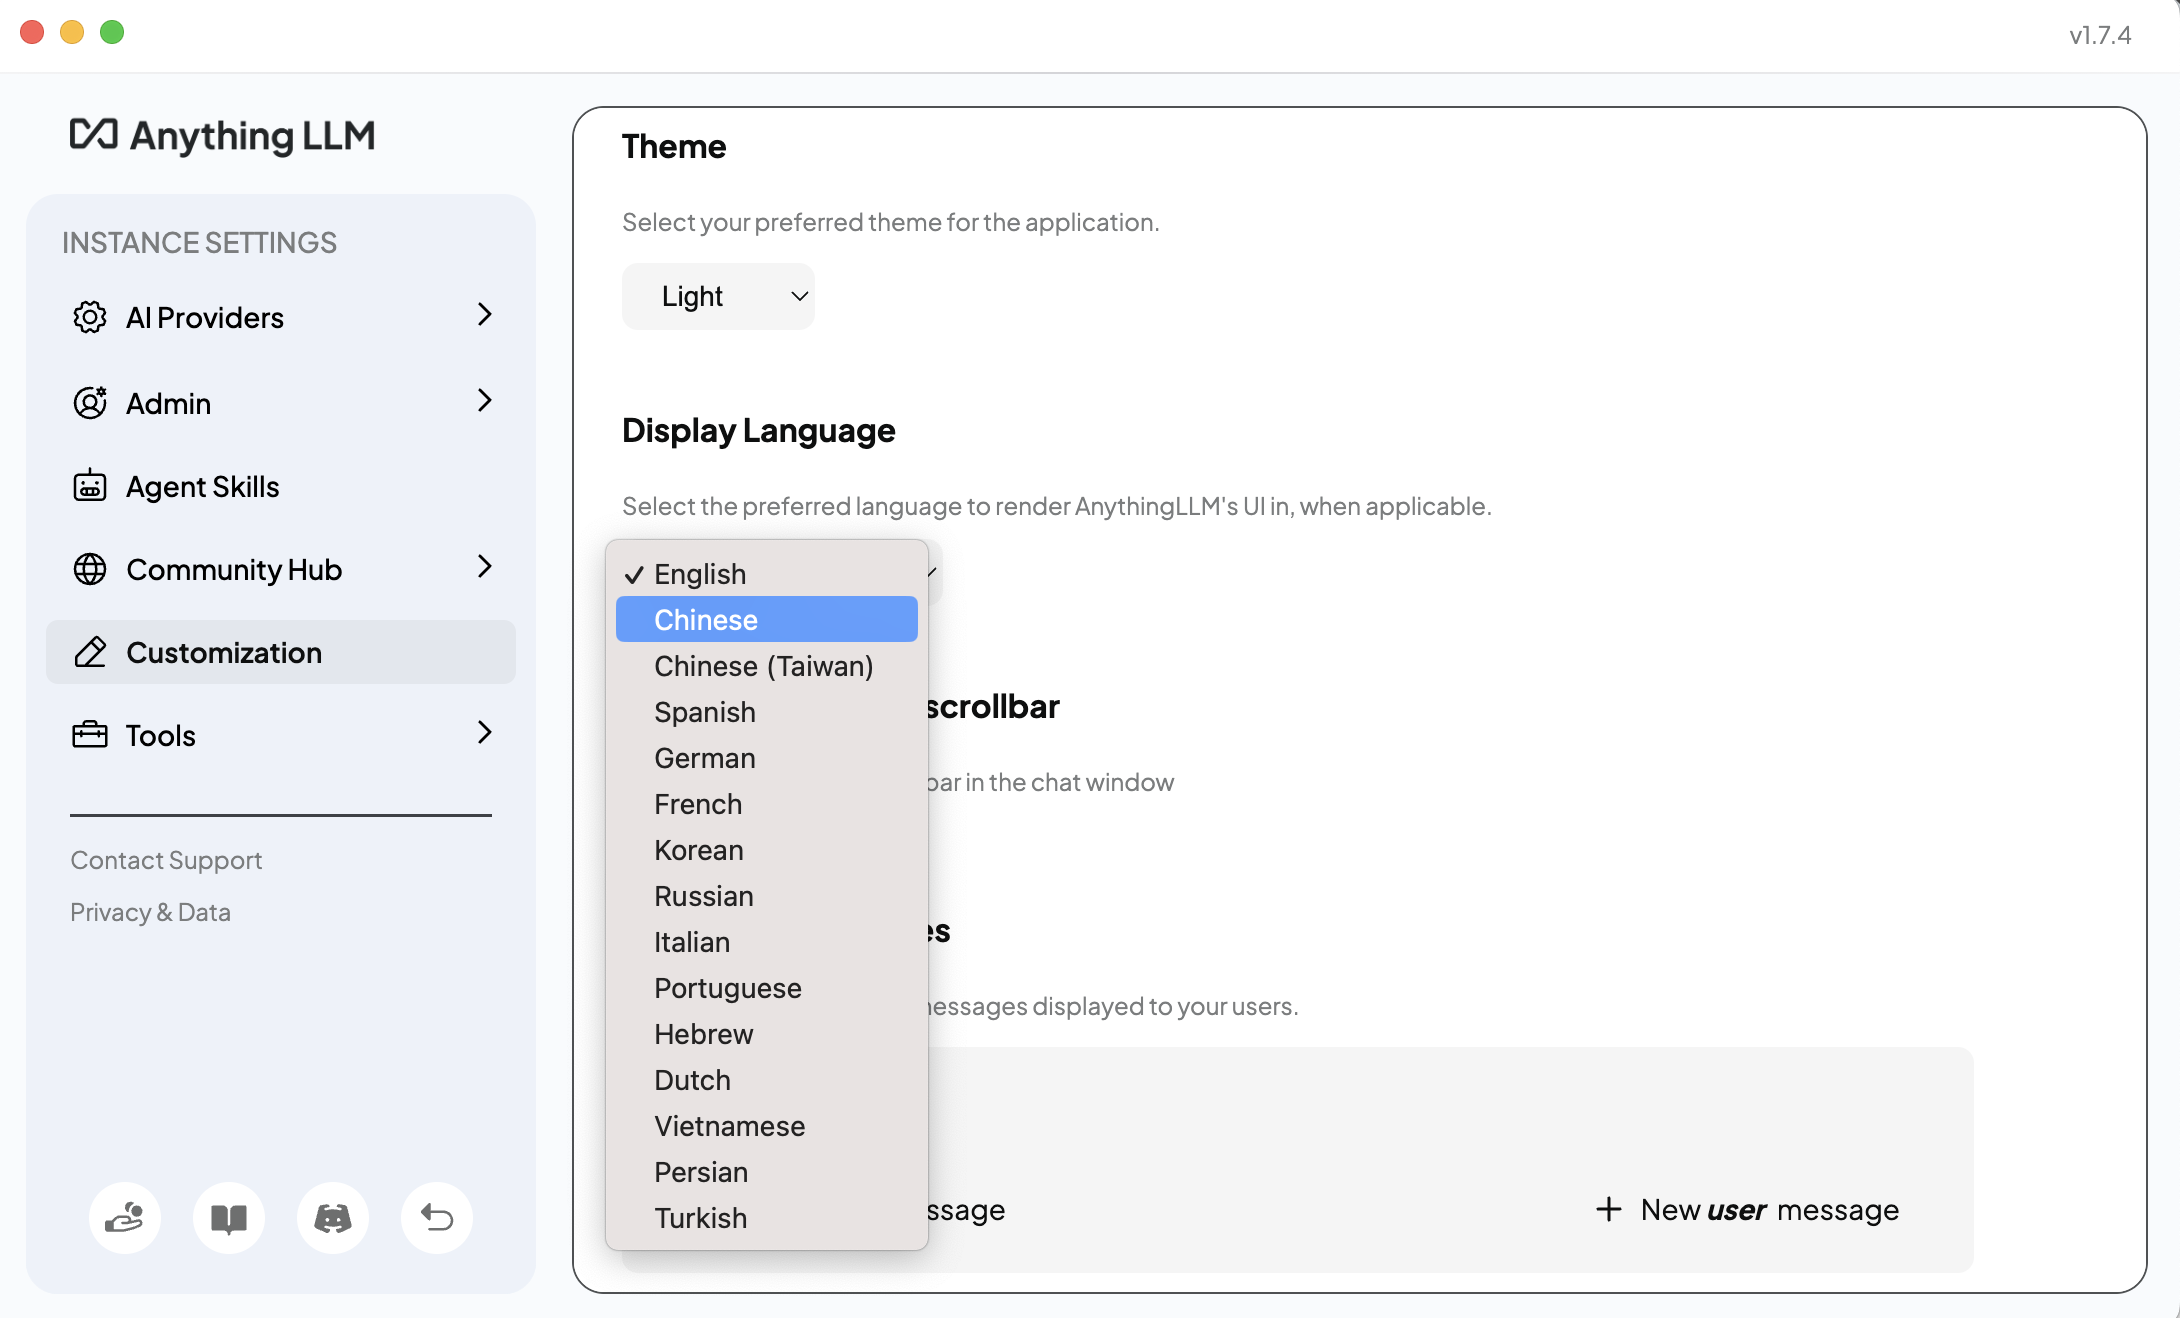 v1.7.4
Anything LLM
INSTANCE SETTINGS
AI Providers
Admin
Agent Skills
Community Hub
Customization
Tools
Contact Support
Privacy & Data
Theme
Select your preferred theme for the application.
Light
Display Language
Select the preferred language to render AnythingLLM's UI in, when applicable.
✓ English
Chinese
Chinese (Taiwan)
Spanish
German
French
Korean
Russian
Italian
Portuguese
Hebrew
Dutch
Vietnamese
Persian
Turkish
scrollbar
bar in the chat window
es
messages displayed to your users.
ssage
+ New user message